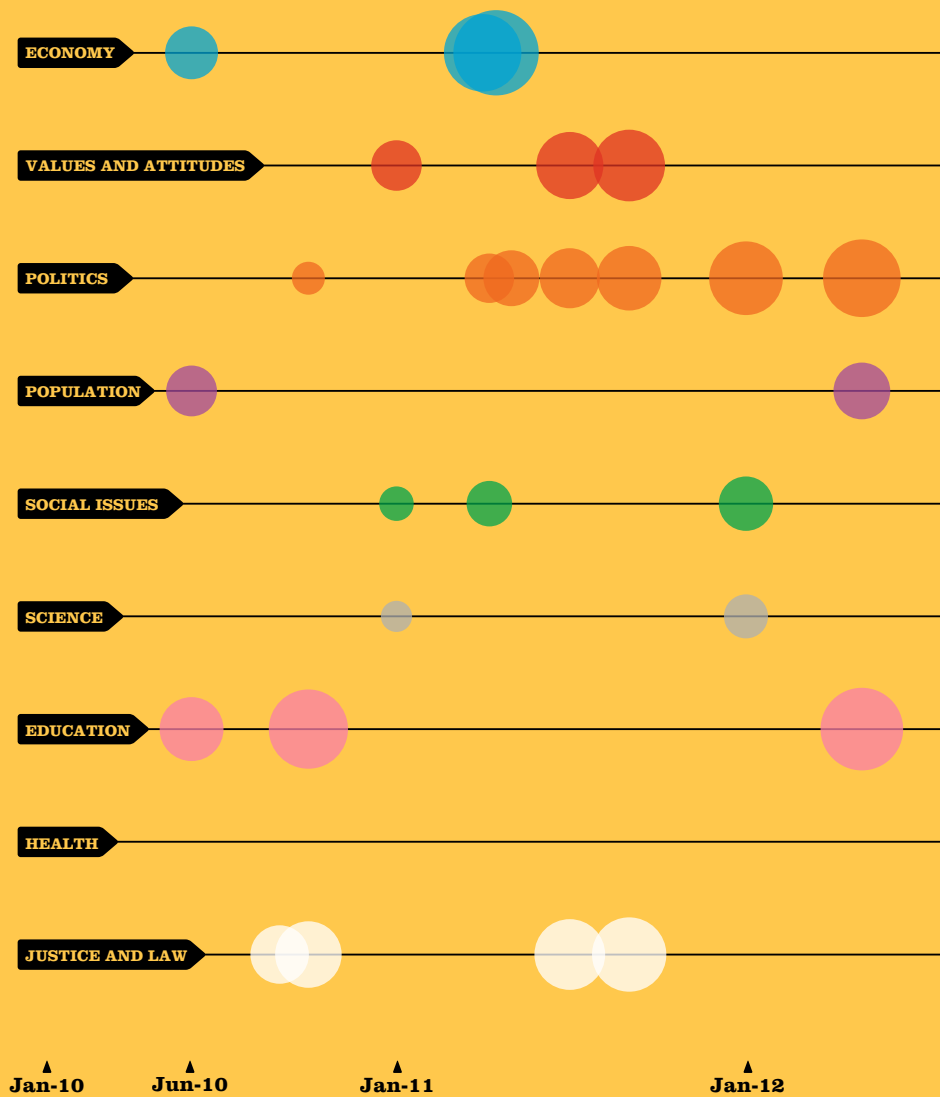 ECONOMY
VALUES AND ATTITUDES
POLITICS
POPULATION
SOCIAL ISSUES
SCIENCE
EDUCATION
HEALTH
JUSTICE AND LAW
Jan-10 Jun-10 Jan-11 Jan-12